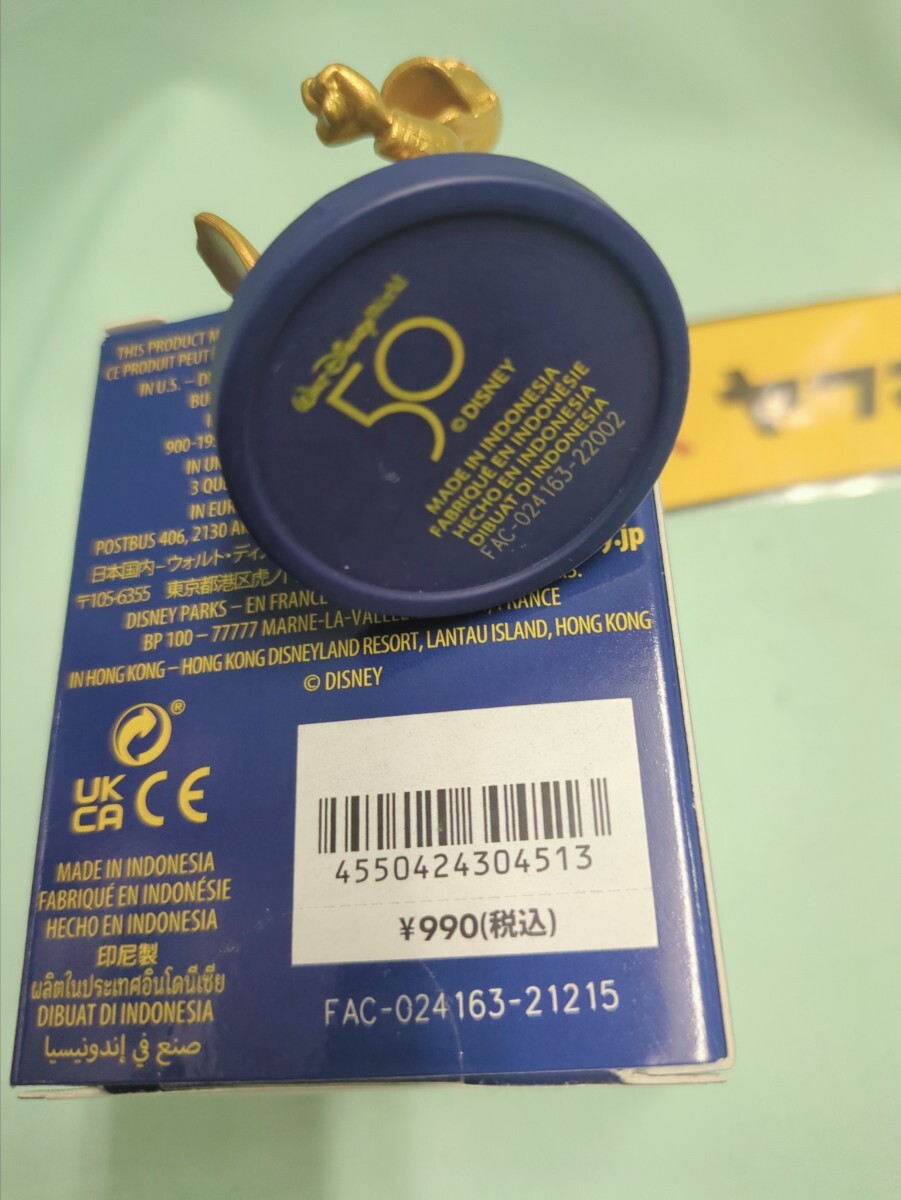 Walt Disney World
50
© DISNEY
MADE IN INDONESIA
FABRIQUÉ EN INDONÉSIE
HECHO EN INDONESIA
DIBUAT DI INDONESIA
FAC-024163-22002
THIS PRODUCT
CE PRODUIT PEUT
IN U.S. –
900-19
IN
3
IN
POSTBUS 406, 2130
日本国内–ウォルト・ディ
〒105-6355 東京都港区虎ノ
.jp
DISNEY PARKS – EN FRANCE
BP 100 – 77777 MARNE-LA-VALLÉE FRANCE
IN HONG KONG – HONG KONG DISNEYLAND RESORT, LANTAU ISLAND, HONG KONG
© DISNEY
®
UK
CA CE
MADE IN INDONESIA
FABRIQUÉ EN INDONÉSIE
HECHO EN INDONESIA
印尼製
ผลิตในประเทศอินโดนีเซีย
DIBUAT DI INDONESIA
صنع في إندونيسيا
4550424304513
¥990(税込)
FAC-024163-21215